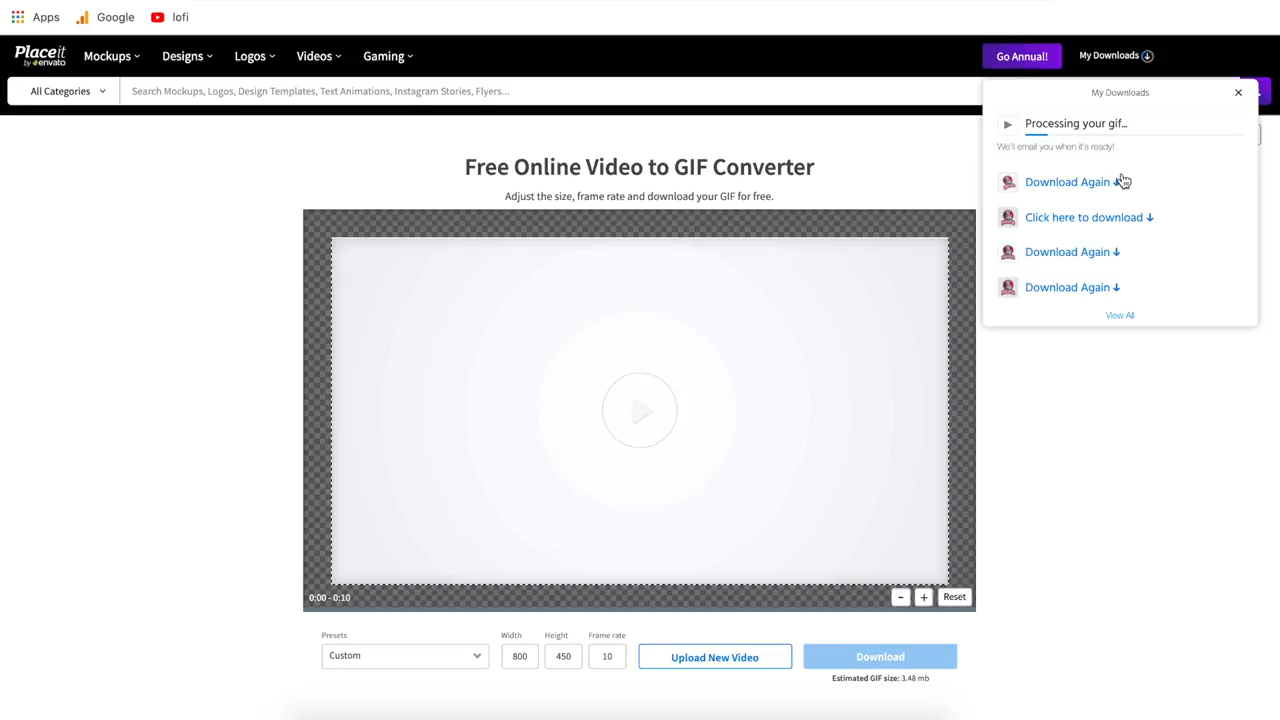 Apps Google lofi
Placeit by envato Mockups Designs Logos Videos Gaming Go Annual! My Downloads
All Categories Search Mockups, Logos, Design Templates, Text Animations, Instagram Stories, Flyers...
My Downloads
Processing your gif...
We'll email you when it's ready!
Download Again
Click here to download
Download Again
Download Again
View All
Free Online Video to GIF Converter
Adjust the size, frame rate and download your GIF for free.
0:00 - 0:10 - + Reset
Presets Width Height Frame rate
Custom 800 450 10 Upload New Video Download
Estimated GIF size: 3.48 mb